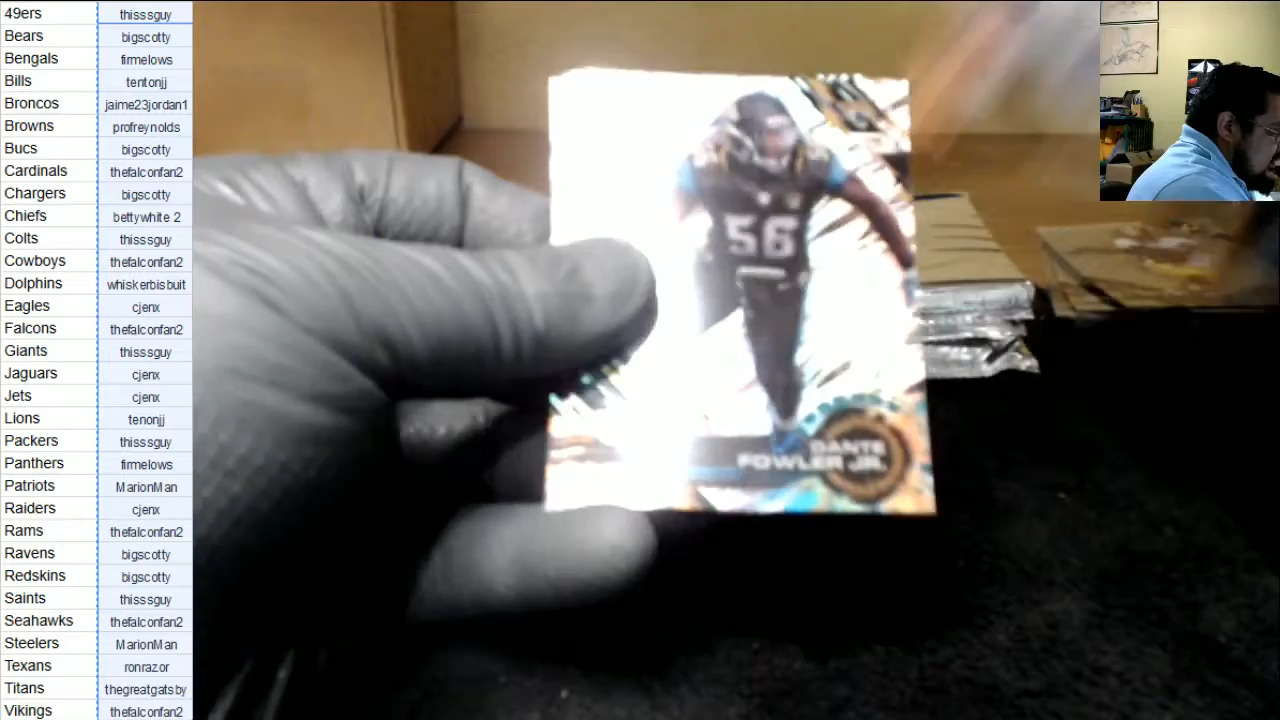 49ers thisssguy
Bears bigscotty
Bengals firmelows
Bills tentonjj
Broncos jaime23jordan1
Browns profreynolds
Bucs bigscotty
Cardinals thefalconfan2
Chargers bigscotty
Chiefs bettywhite 2
Colts thisssguy
Cowboys thefalconfan2
Dolphins whiskerbisbuit
Eagles cjenx
Falcons thefalconfan2
Giants thisssguy
Jaguars cjenx
Jets cjenx
Lions tenonjj
Packers thisssguy
Panthers firmelows
Patriots MarionMan
Raiders cjenx
Rams thefalconfan2
Ravens bigscotty
Redskins bigscotty
Saints thisssguy
Seahawks thefalconfan2
Steelers MarionMan
Texans ronrazor
Titans thegreatgatsby
Vikings thefalconfan2
56
DANTE
FOWLER JR.